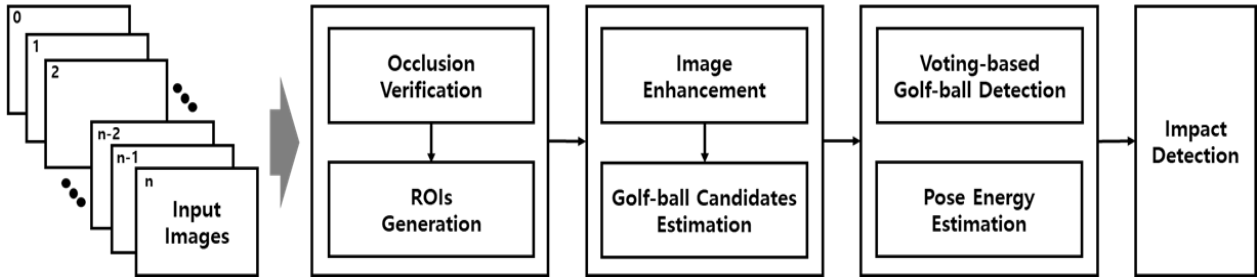 0
1
2
n-2
n-1
n
Input
Images
Occlusion
Verification
ROIs
Generation
Image
Enhancement
Golf-ball Candidates
Estimation
Voting-based
Golf-ball Detection
Pose Energy
Estimation
Impact
Detection